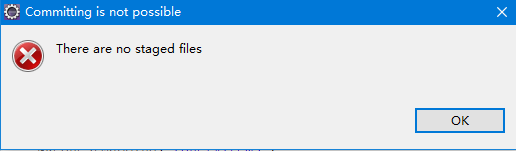 Committing is not possible
There are no staged files
OK